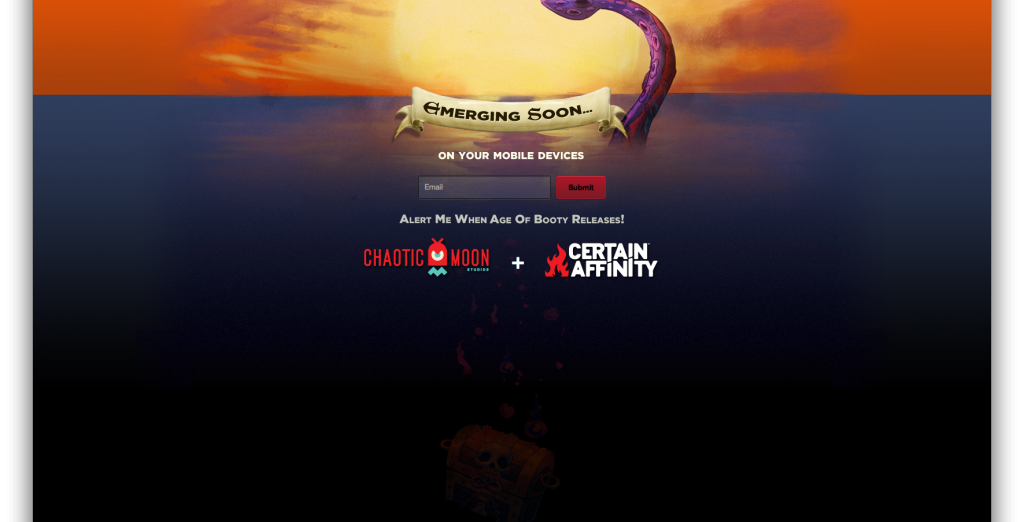 Emerging Soon...
ON YOUR MOBILE DEVICES
Email
Submit
Alert Me When Age Of Booty Releases!
CHAOTIC MOON
STUDIOS
+
CERTAIN
AFFINITY